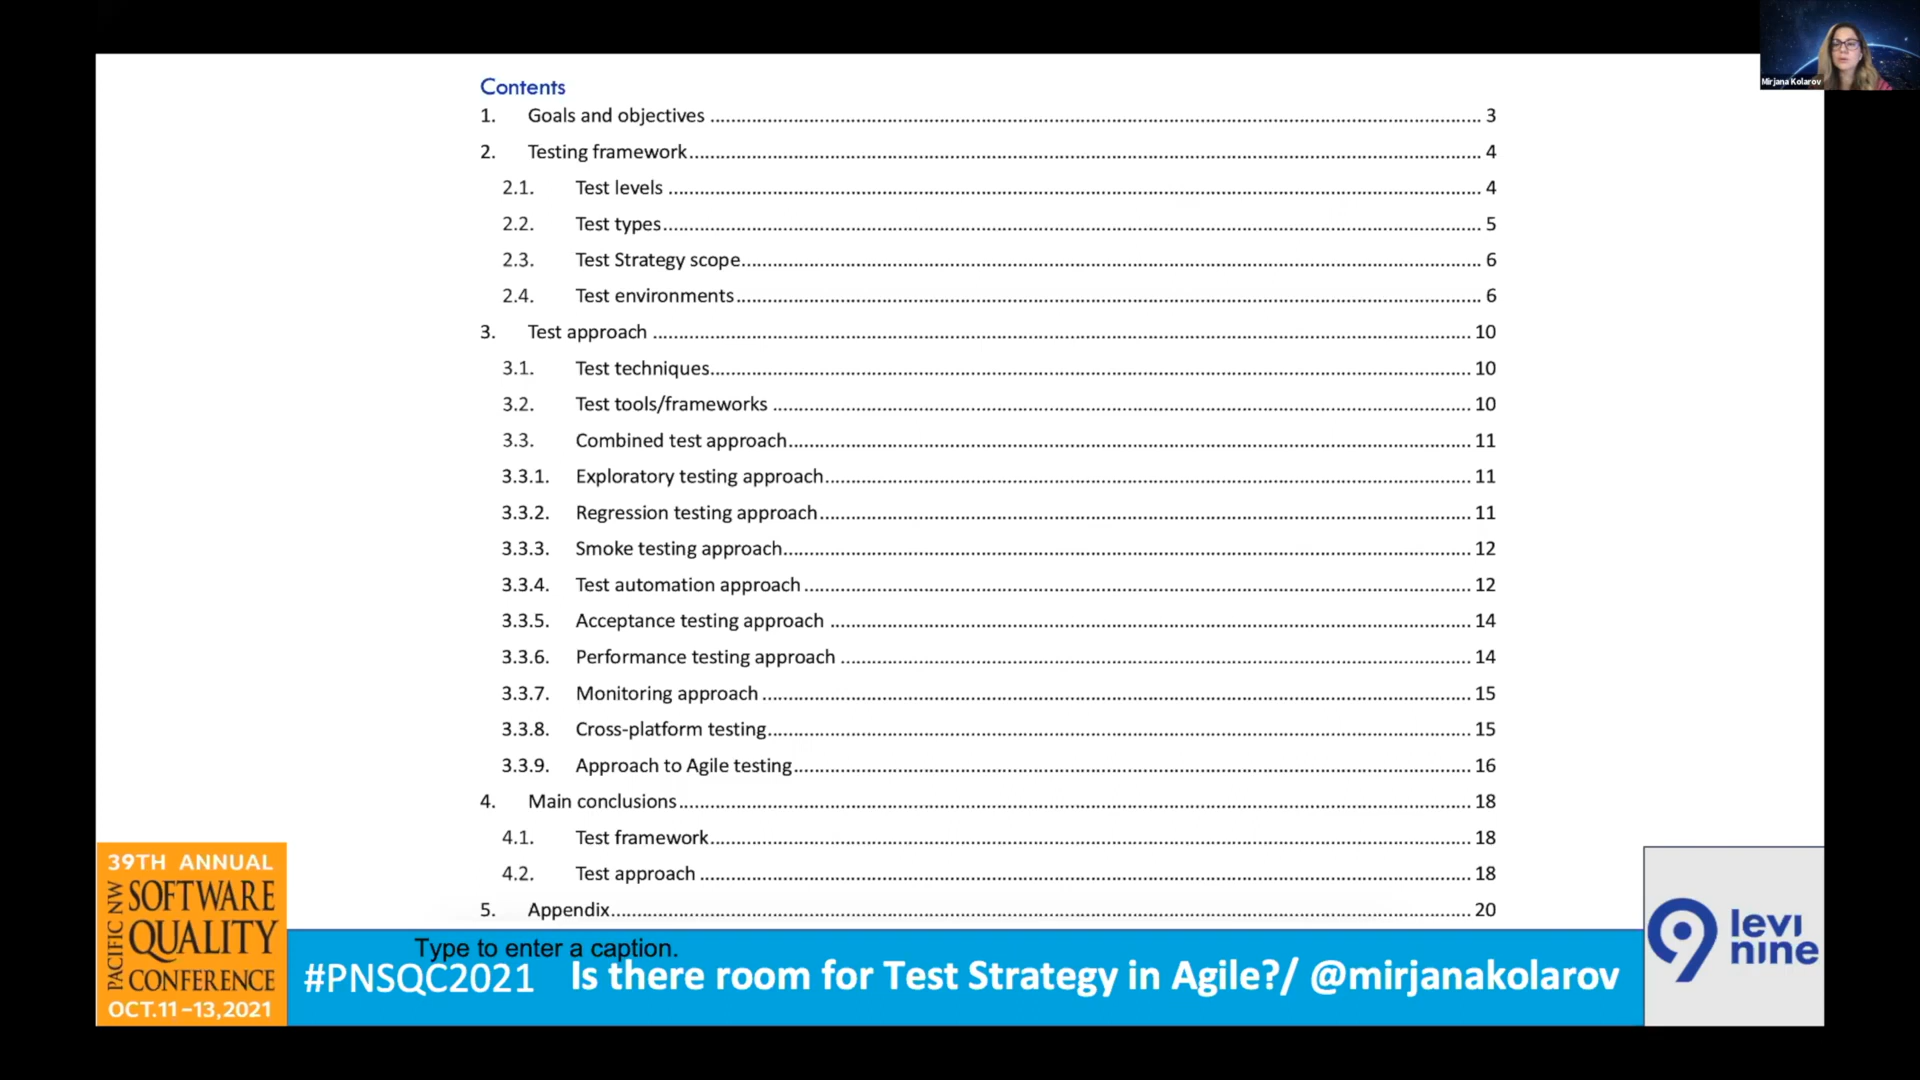 Mirjana Kolarov
Contents
1. Goals and objectives ........ 3
2. Testing framework ........ 4
2.1. Test levels ........ 4
2.2. Test types ........ 5
2.3. Test Strategy scope ........ 6
2.4. Test environments ........ 6
3. Test approach ........ 10
3.1. Test techniques ........ 10
3.2. Test tools/frameworks ........ 10
3.3. Combined test approach ........ 11
3.3.1. Exploratory testing approach ........ 11
3.3.2. Regression testing approach ........ 11
3.3.3. Smoke testing approach ........ 12
3.3.4. Test automation approach ........ 12
3.3.5. Acceptance testing approach ........ 14
3.3.6. Performance testing approach ........ 14
3.3.7. Monitoring approach ........ 15
3.3.8. Cross-platform testing ........ 15
3.3.9. Approach to Agile testing ........ 16
4. Main conclusions ........ 18
4.1. Test framework ........ 18
4.2. Test approach ........ 18
5. Appendix ........ 20
39TH ANNUAL
PACIFIC NW
SOFTWARE
QUALITY
CONFERENCE
OCT.11–13,2021
Type to enter a caption.
#PNSQC2021 Is there room for Test Strategy in Agile?/ @mirjanakolarov
9 levi
nine